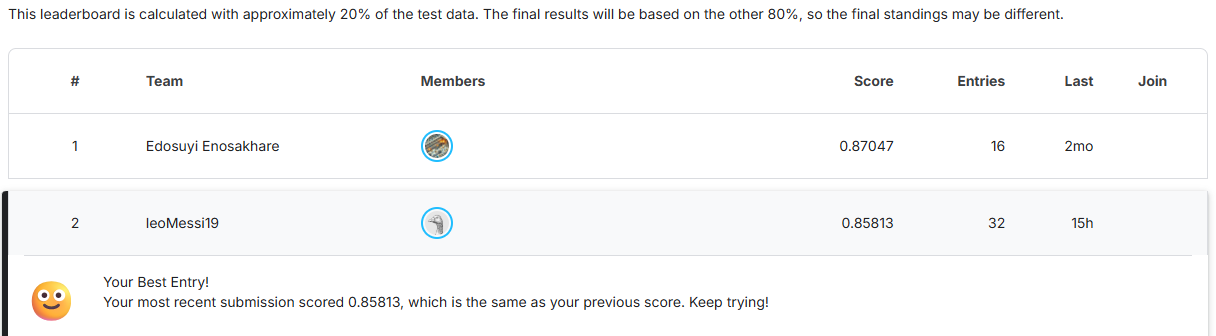 This leaderboard is calculated with approximately 20% of the test data. The final results will be based on the other 80%, so the final standings may be different.
# Team Members Score Entries Last Join
1 Edosuyi Enosakhare 0.87047 16 2mo
2 leoMessi19 0.85813 32 15h
Your Best Entry!
Your most recent submission scored 0.85813, which is the same as your previous score. Keep trying!